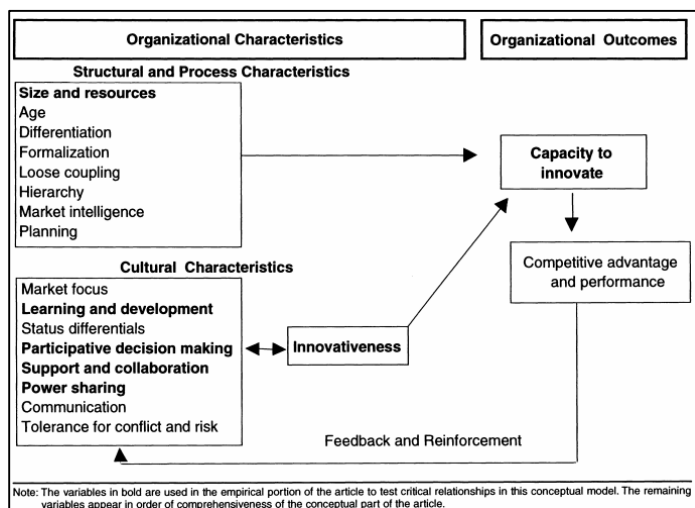 Organizational Characteristics
Organizational Outcomes
Structural and Process Characteristics
Size and resources
Age
Differentiation
Formalization
Loose coupling
Hierarchy
Market intelligence
Planning
Capacity to
innovate
Cultural Characteristics
Market focus
Learning and development
Status differentials
Participative decision making
Support and collaboration
Power sharing
Communication
Tolerance for conflict and risk
Innovativeness
Competitive advantage
and performance
Feedback and Reinforcement
Note: The variables in bold are used in the empirical portion of the article to test critical relationships in this conceptual model. The remaining
variables appear in order of comprehensiveness of the conceptual part of the article.